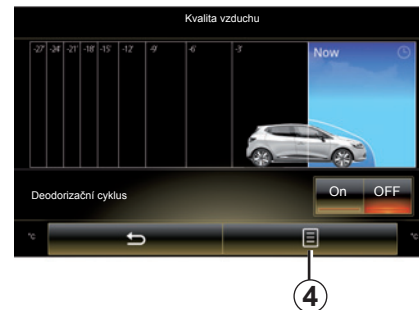 Kvalita vzduchu
-27' -24' -21' -18' -15' -12' -9' -6' -3' Now
Deodorizační cyklus On OFF
°C °C
4